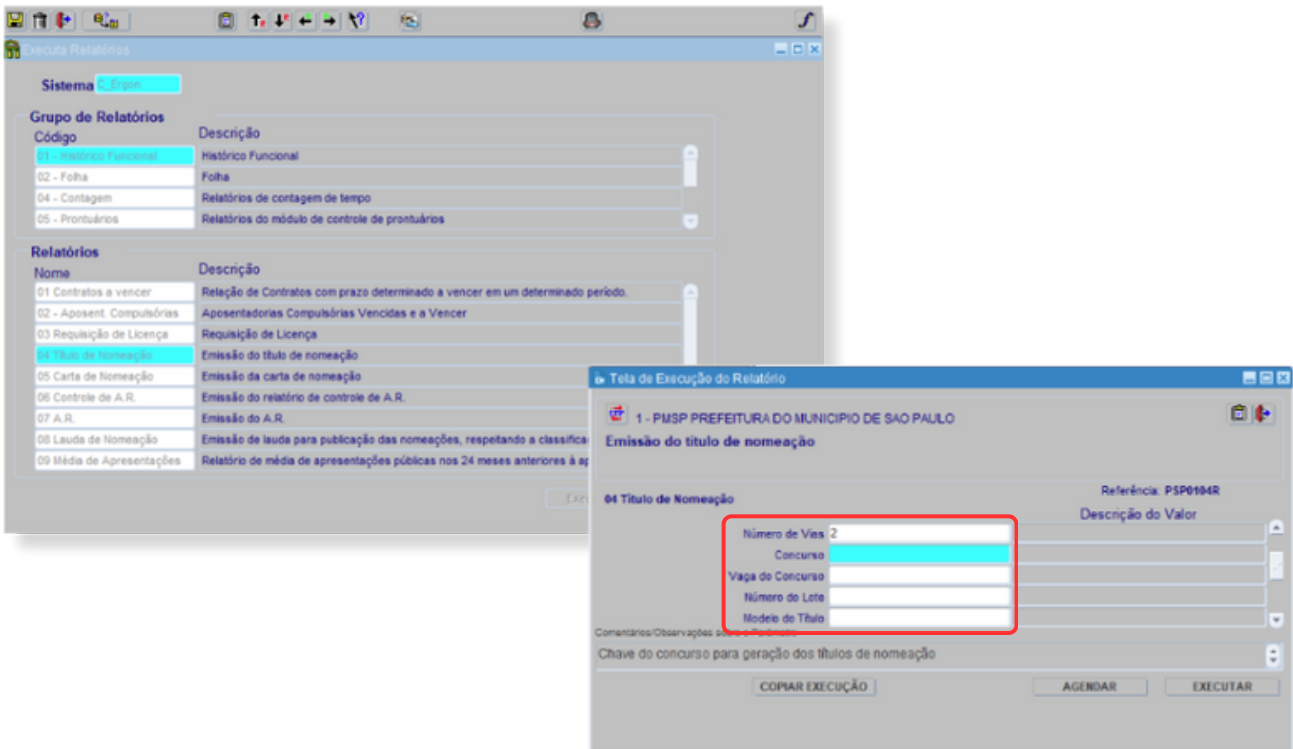 Executa Relatórios
Sistema C_Ergon
Grupo de Relatórios
Código Descrição
01 - Histórico Funcional Histórico Funcional
02 - Folha Folha
04 - Contagem Relatórios de contagem de tempo
05 - Prontuários Relatórios do módulo de controle de prontuários
Relatórios
Nome Descrição
01 Contratos a vencer Relação de Contratos com prazo determinado a vencer em um determinado período.
02 - Aposent. Compulsórias Aposentadorias Compulsórias Vencidas e a Vencer
03 Requisição de Licença Requisição de Licença
04 Título de Nomeação Emissão do título de nomeação
05 Carta de Nomeação Emissão da carta de nomeação
06 Controle de A.R. Emissão do relatório de controle de A.R.
07 A.R. Emissão do A.R.
08 Lauda de Nomeação Emissão de lauda para publicação das nomeações, respeitando a classifica
09 Média de Apresentações Relatório de média de apresentações públicas nos 24 meses anteriores à ap
Tela de Execução do Relatório
1 - PMSP PREFEITURA DO MUNICIPIO DE SAO PAULO
Emissão do título de nomeação
Referência: PSP0104R
04 Título de Nomeação
Descrição do Valor
Número de Vias 2
Concurso
Vaga do Concurso
Número do Lote
Modelo do Título
Comentários/Observações sobre o Parâmetro
Chave do concurso para geração dos títulos de nomeação
COPIAR EXECUÇÃO AGENDAR EXECUTAR